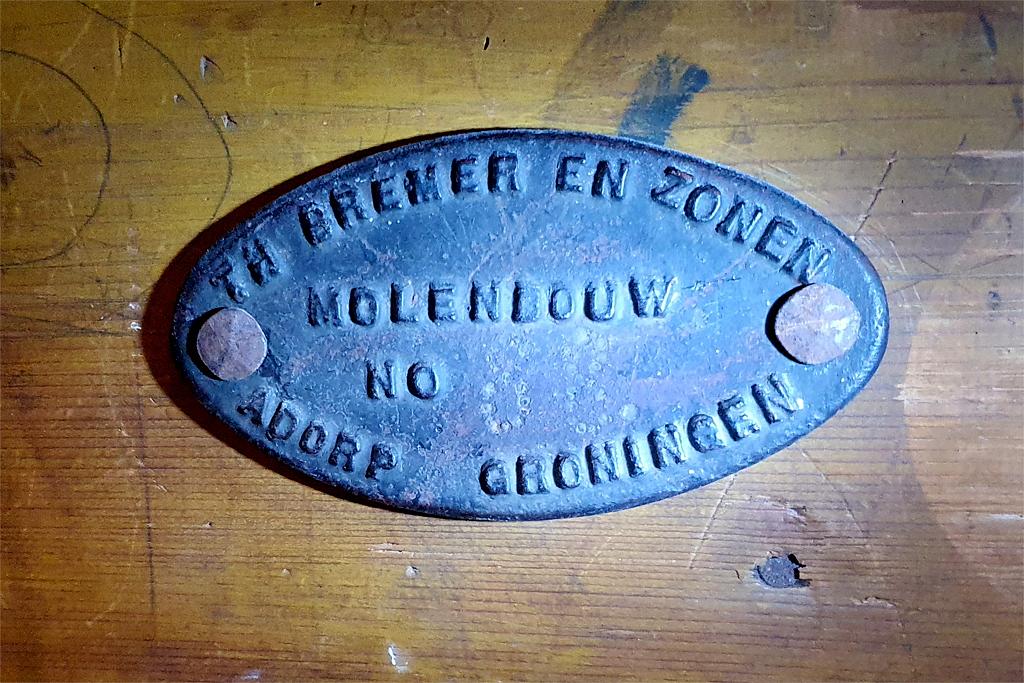 TH BREMER EN ZONEN
MOLENBOUW
NO
ADORP GRONINGEN